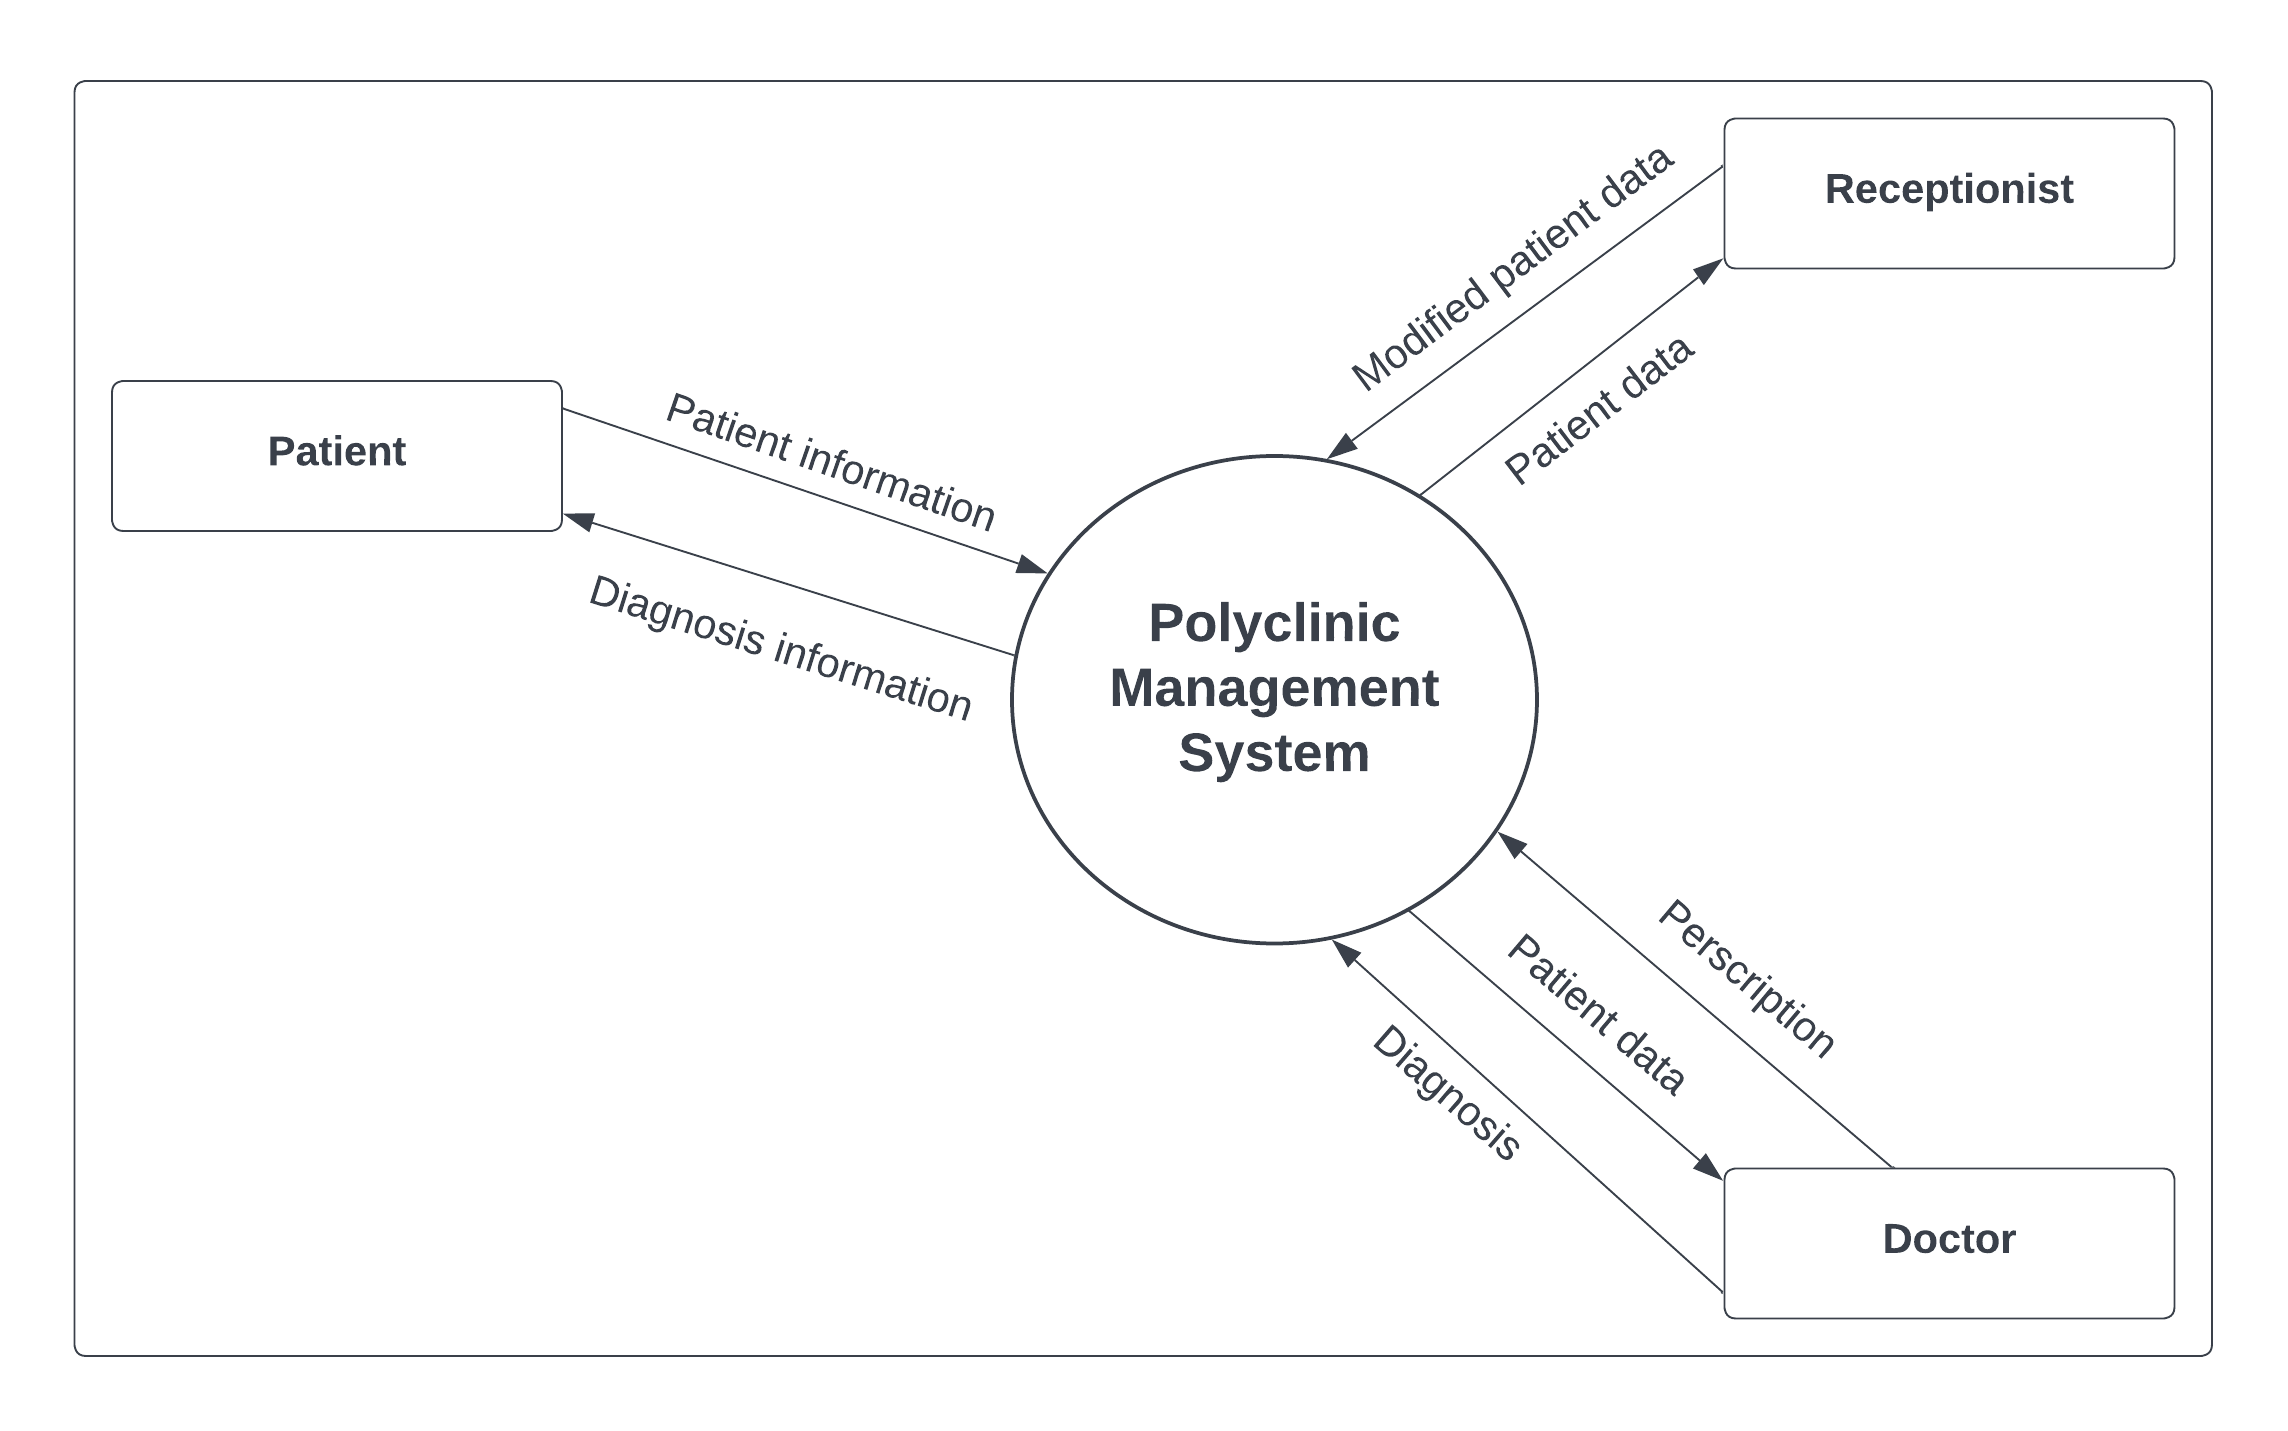 Receptionist
Modified patient data
Patient data
Patient
Patient information
Diagnosis information
Polyclinic
Management
System
Perscription
Patient data
Diagnosis
Doctor